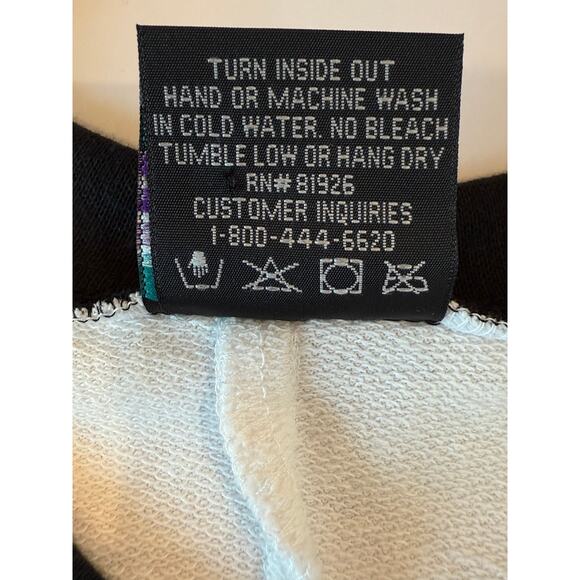 TURN INSIDE OUT
HAND OR MACHINE WASH
IN COLD WATER. NO BLEACH
TUMBLE LOW OR HANG DRY
RN# 81926
CUSTOMER INQUIRIES
1-800-444-6620